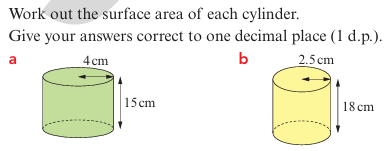 Work out the surface area of each cylinder.
Give your answers correct to one decimal place (1 d.p.).
a 4 cm
15 cm
b 2.5 cm
18 cm